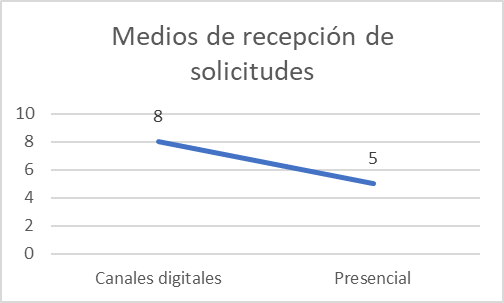 Medios de recepción de
solicitudes
10
8
6
4
2
0
8
5
Canales digitales
Presencial